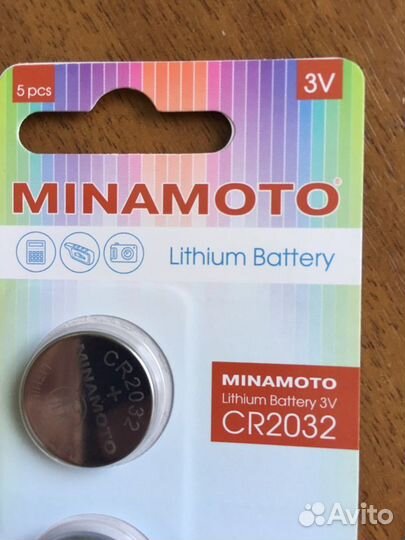 5 pcs
3V
MINAMOTO®
Lithium Battery
CR2032
+
MINAMOTO
MINAMOTO
Lithium Battery 3V
CR2032
Avito